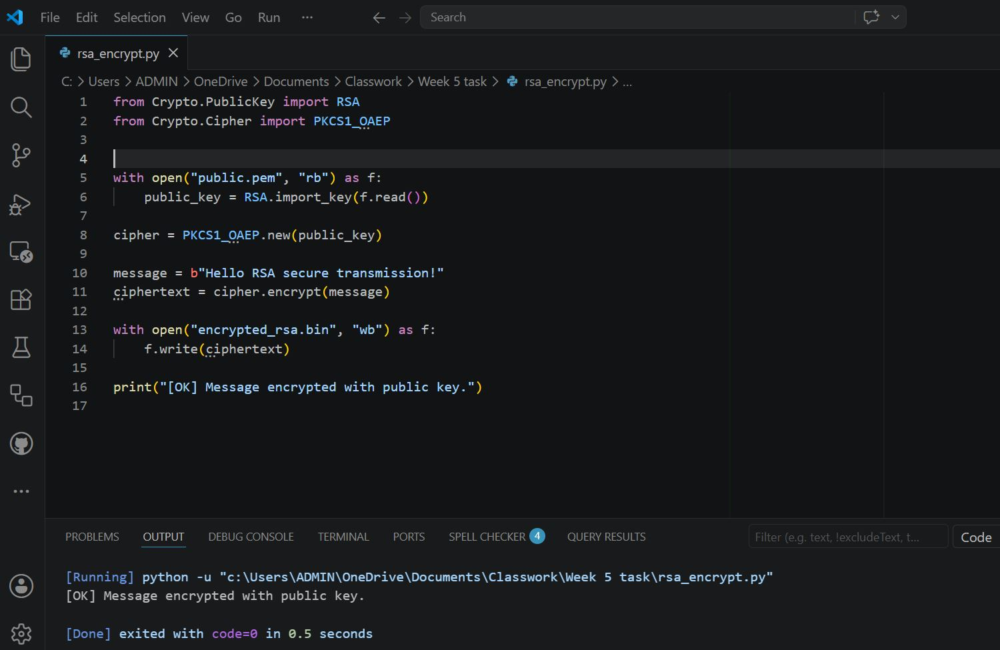 File Edit Selection View Go Run ... Search
rsa_encrypt.py
C: > Users > ADMIN > OneDrive > Documents > Classwork > Week 5 task > rsa_encrypt.py > ...
1 from Crypto.PublicKey import RSA
2 from Crypto.Cipher import PKCS1_OAEP
3
4
5 with open("public.pem", "rb") as f:
6     public_key = RSA.import_key(f.read())
7
8 cipher = PKCS1_OAEP.new(public_key)
9
10 message = b"Hello RSA secure transmission!"
11 ciphertext = cipher.encrypt(message)
12
13 with open("encrypted_rsa.bin", "wb") as f:
14     f.write(ciphertext)
15
16 print("[OK] Message encrypted with public key.")
17
PROBLEMS OUTPUT DEBUG CONSOLE TERMINAL PORTS SPELL CHECKER 4 QUERY RESULTS Filter (e.g. text, !excludeText, t... Code
[Running] python -u "c:\Users\ADMIN\OneDrive\Documents\Classwork\Week 5 task\rsa_encrypt.py"
[OK] Message encrypted with public key.
[Done] exited with code=0 in 0.5 seconds